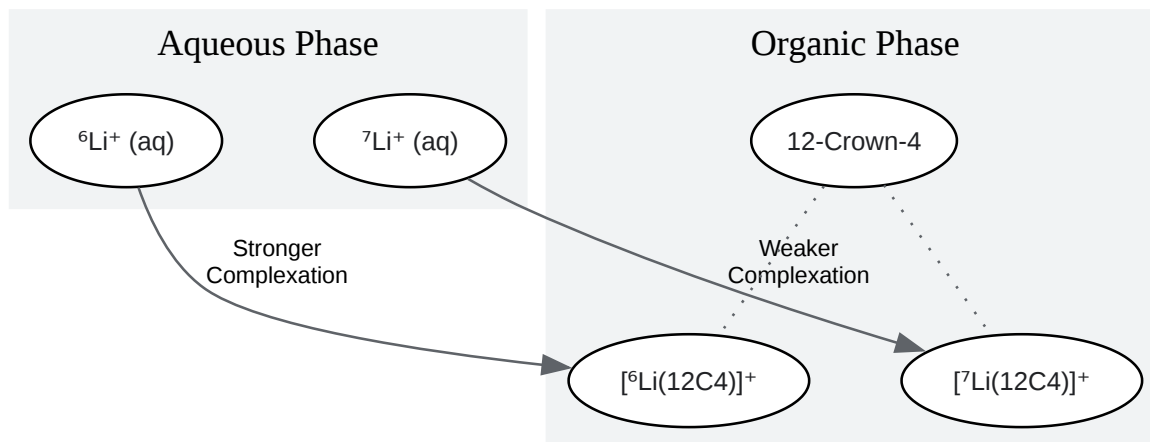 Aqueous Phase
Organic Phase
⁶Li⁺ (aq)
⁷Li⁺ (aq)
12-Crown-4
Stronger
Complexation
Weaker
Complexation
[⁶Li(12C4)]⁺
[⁷Li(12C4)]⁺